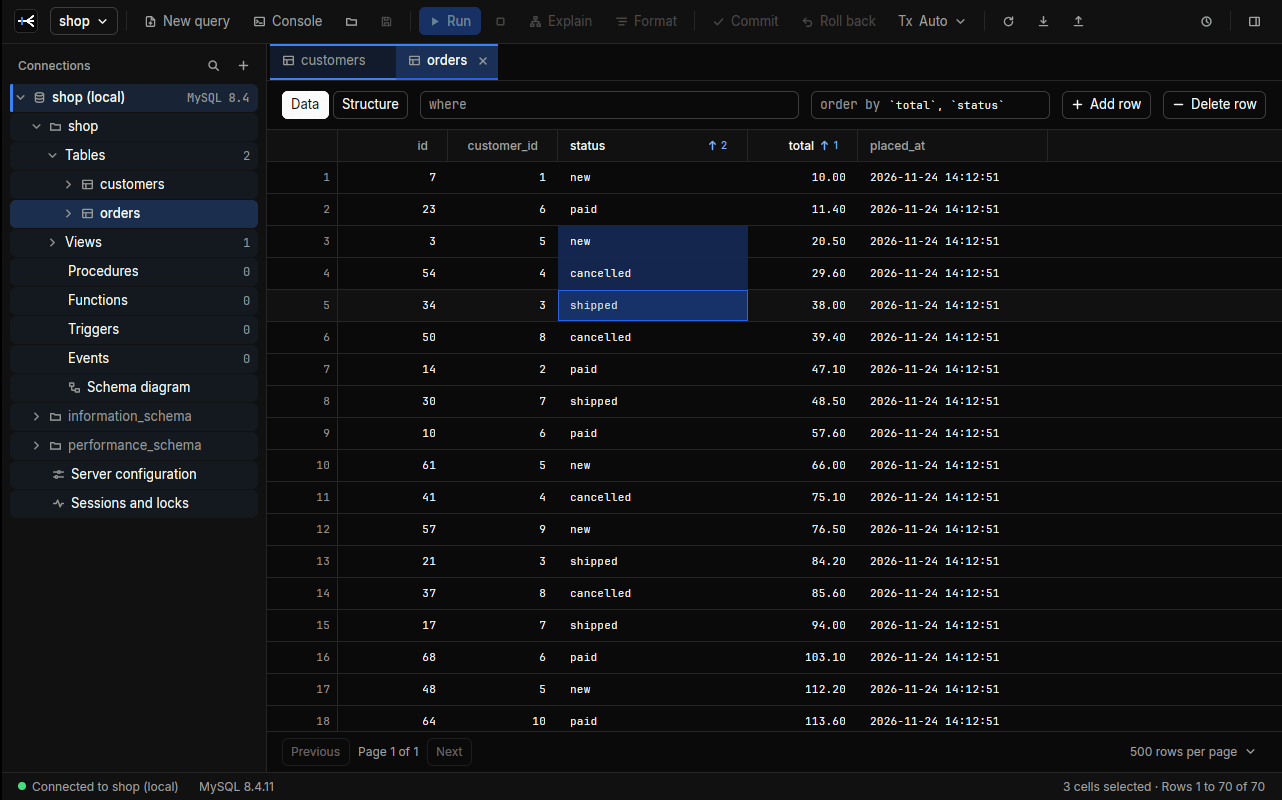 shop New query Console Run Explain Format Commit Roll back Tx Auto
Connections
shop (local) MySQL 8.4
shop
Tables 2
customers
orders
Views 1
Procedures 0
Functions 0
Triggers 0
Events 0
Schema diagram
information_schema
performance_schema
Server configuration
Sessions and locks
customers orders
Data Structure where order by `total`, `status` Add row Delete row
id customer_id status 2 total 1 placed_at
1 7 1 new 10.00 2026-11-24 14:12:51
2 23 6 paid 11.40 2026-11-24 14:12:51
3 3 5 new 20.50 2026-11-24 14:12:51
4 54 4 cancelled 29.60 2026-11-24 14:12:51
5 34 3 shipped 38.00 2026-11-24 14:12:51
6 50 8 cancelled 39.40 2026-11-24 14:12:51
7 14 2 paid 47.10 2026-11-24 14:12:51
8 30 7 shipped 48.50 2026-11-24 14:12:51
9 10 6 paid 57.60 2026-11-24 14:12:51
10 61 5 new 66.00 2026-11-24 14:12:51
11 41 4 cancelled 75.10 2026-11-24 14:12:51
12 57 9 new 76.50 2026-11-24 14:12:51
13 21 3 shipped 84.20 2026-11-24 14:12:51
14 37 8 cancelled 85.60 2026-11-24 14:12:51
15 17 7 shipped 94.00 2026-11-24 14:12:51
16 68 6 paid 103.10 2026-11-24 14:12:51
17 48 5 new 112.20 2026-11-24 14:12:51
18 64 10 paid 113.60 2026-11-24 14:12:51
Previous Page 1 of 1 Next 500 rows per page
Connected to shop (local) MySQL 8.4.11 3 cells selected · Rows 1 to 70 of 70